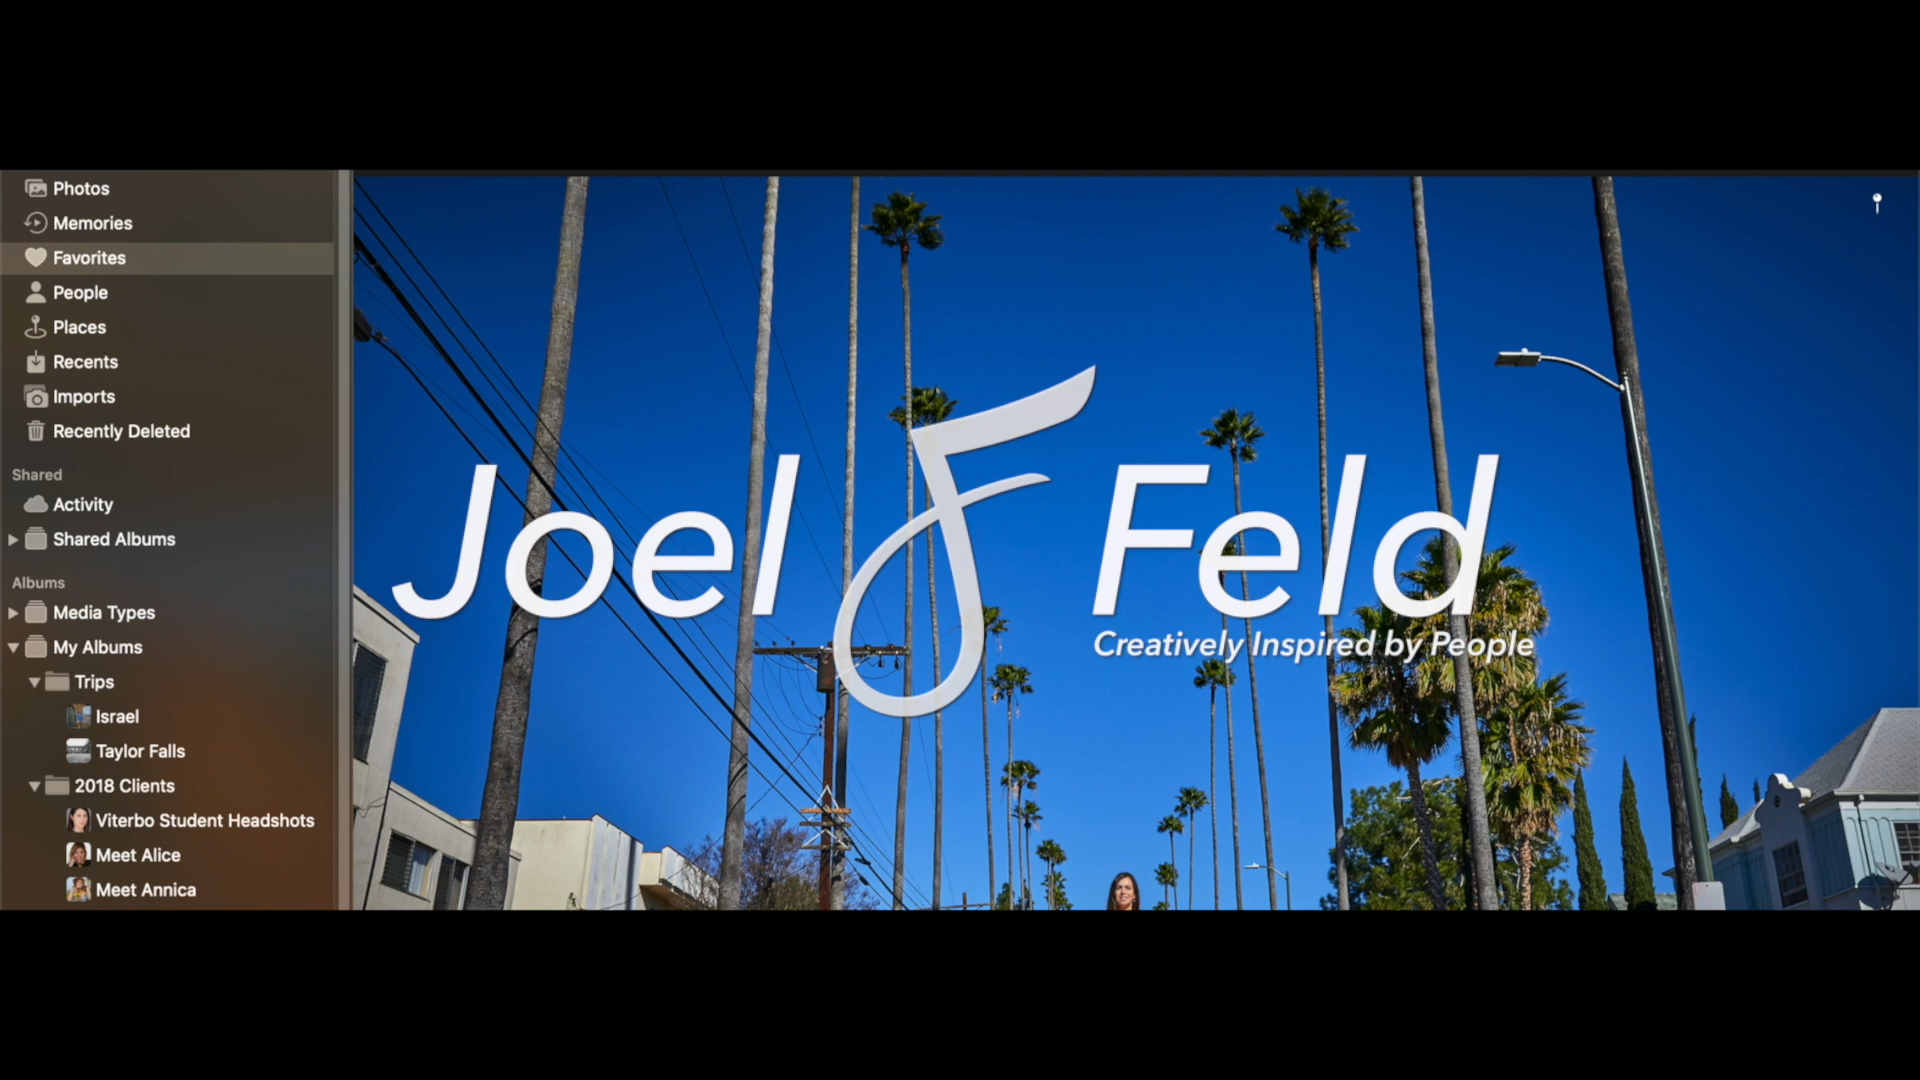 Photos
Memories
Favorites
People
Places
Recents
Imports
Recently Deleted
Shared
Activity
Shared Albums
Albums
Media Types
My Albums
Trips
Israel
Taylor Falls
2018 Clients
Viterbo Student Headshots
Meet Alice
Meet Annica
Joel F Feld
Creatively Inspired by People